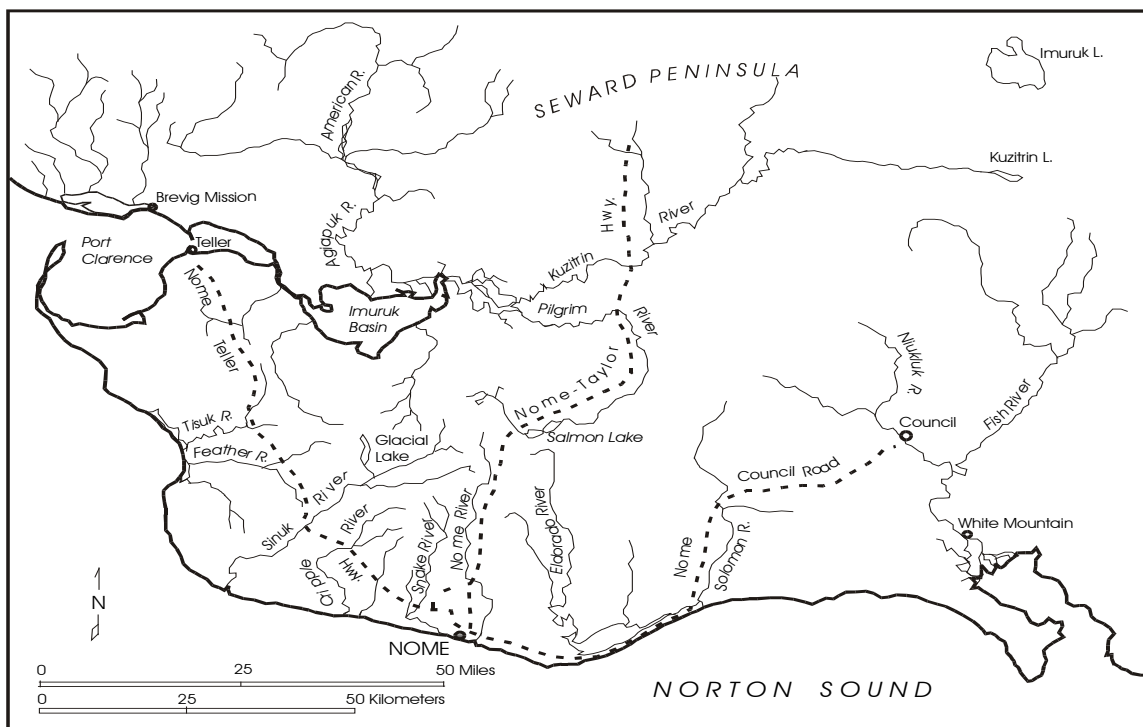 Imuruk L.
SEWARD PENINSULA
American R.
Kuzitrin L.
Brevig Mission
Hwy.
River
Agiapuk R.
Teller
Port
Clarence
Kuzitrin
Nome
Imuruk
Basin
Pilgrim
River
Teller
Niukluk R.
Nome-Taylor
Fish River
Tisuk R.
Council
Salmon Lake
Glacial
Lake
Feather R.
Council Road
River
Sinuk
River
Nome River
Eldorado River
White Mountain
Snake River
Hwy.
Cripple
Nome
Solomon R.
N
NOME
0 25 50 Miles
0 25 50 Kilometers
NORTON SOUND